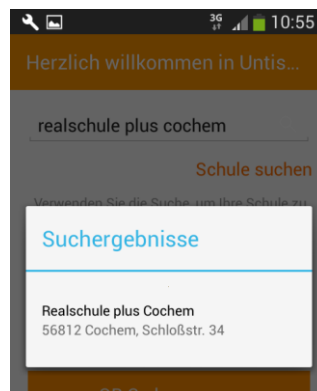 3G 10:55
Herzlich willkommen in Untis...
realschule plus cochem
Schule suchen
Verwenden Sie die Suche, um Ihre Schule zu
Suchergebnisse
Realschule plus Cochem
56812 Cochem, Schloßstr. 34